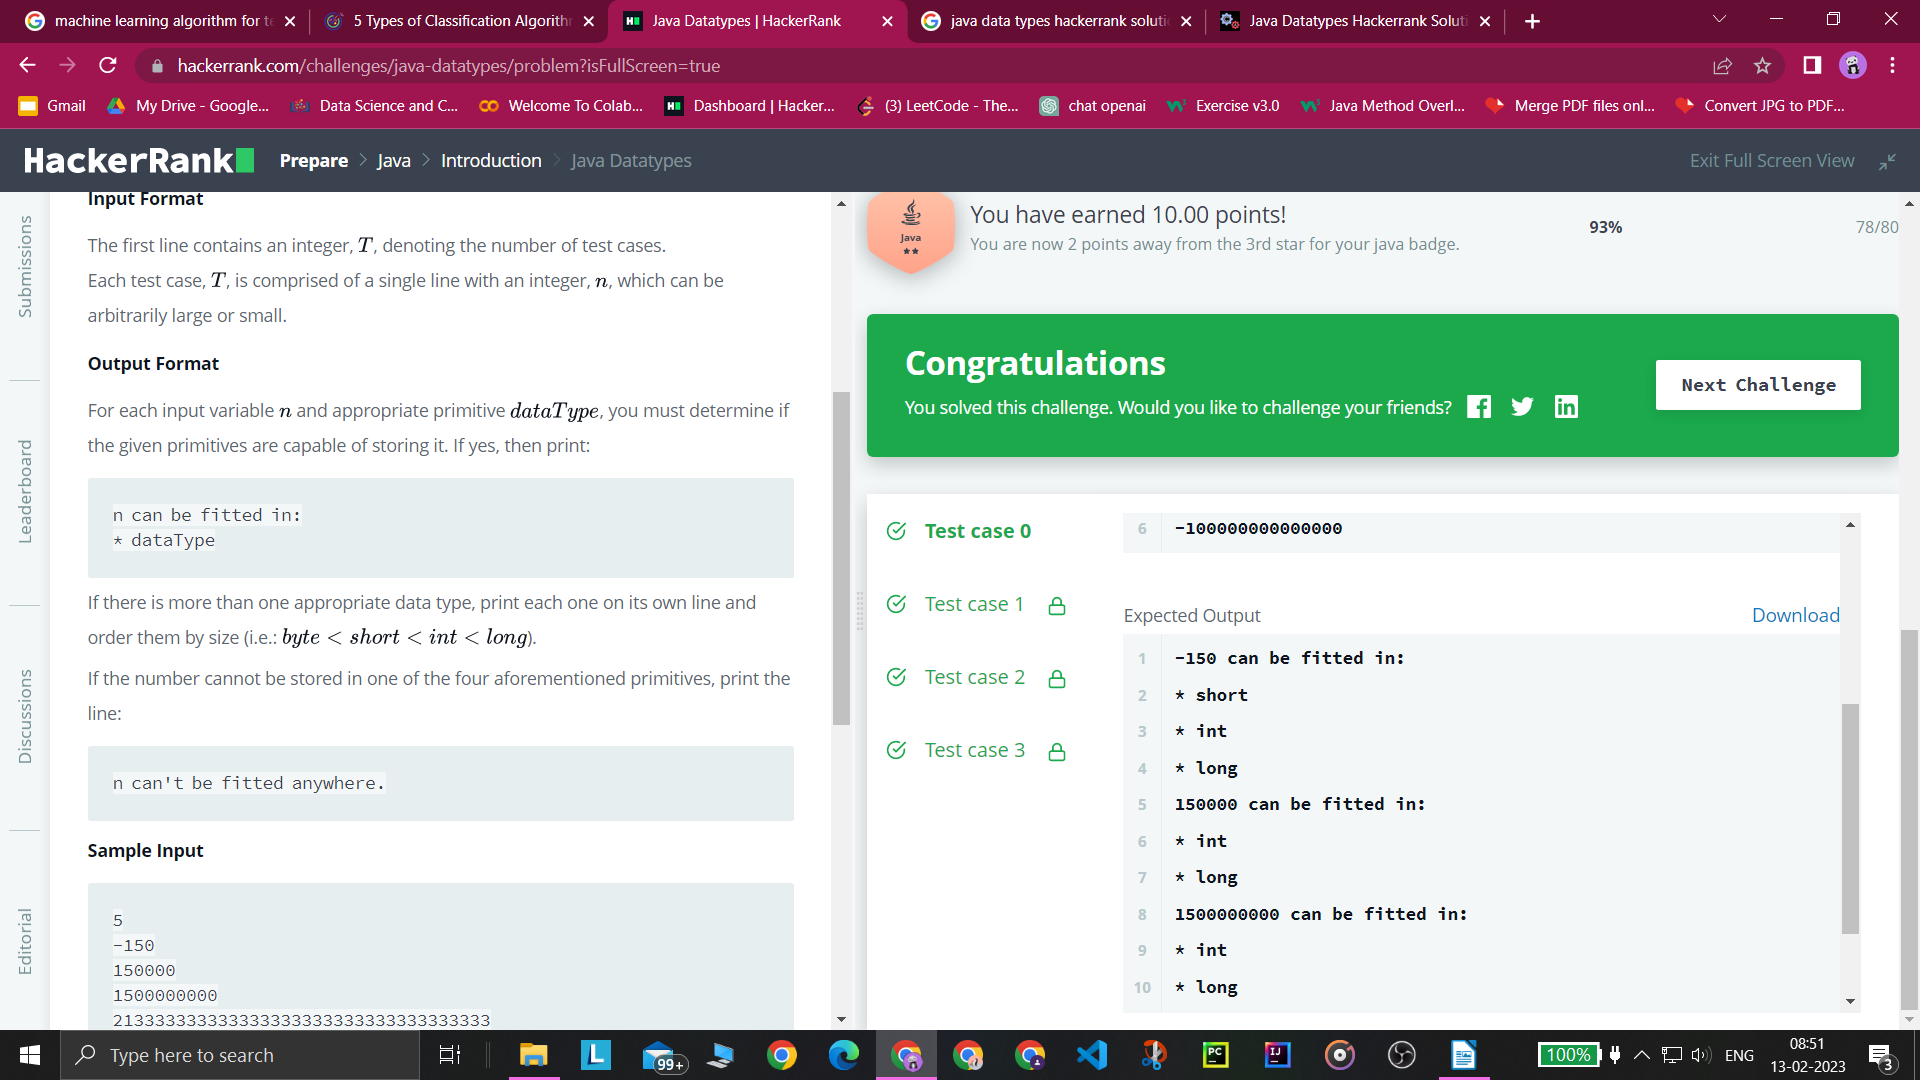 machine learning algorithm for te
5 Types of Classification Algorithm
Java Datatypes | HackerRank
java data types hackerrank solutio
Java Datatypes Hackerrank Soluti
hackerrank.com/challenges/java-datatypes/problem?isFullScreen=true
Gmail
My Drive - Google...
Data Science and C...
Welcome To Colab...
Dashboard | Hacker...
(3) LeetCode - The...
chat openai
Exercise v3.0
Java Method Overl...
Merge PDF files onl...
Convert JPG to PDF...
HackerRank
Prepare > Java > Introduction > Java Datatypes
Exit Full Screen View
Submissions
Leaderboard
Discussions
Editorial
Input Format
The first line contains an integer, T, denoting the number of test cases.
Each test case, T, is comprised of a single line with an integer, n, which can be
arbitrarily large or small.
Output Format
For each input variable n and appropriate primitive dataType, you must determine if
the given primitives are capable of storing it. If yes, then print:
n can be fitted in:
* dataType
If there is more than one appropriate data type, print each one on its own line and
order them by size (i.e.: byte < short < int < long).
If the number cannot be stored in one of the four aforementioned primitives, print the
line:
n can't be fitted anywhere.
Sample Input
5
-150
150000
1500000000
213333333333333333333333333333333333
Java
You have earned 10.00 points!
You are now 2 points away from the 3rd star for your java badge.
93%
78/80
Congratulations
You solved this challenge. Would you like to challenge your friends?
Next Challenge
Test case 0
Test case 1
Test case 2
Test case 3
6 -100000000000000
Expected Output
Download
1 -150 can be fitted in:
2 * short
3 * int
4 * long
5 150000 can be fitted in:
6 * int
7 * long
8 1500000000 can be fitted in:
9 * int
10 * long
Type here to search
L
99+
PC
IJ
100%
ENG
08:51
13-02-2023
3